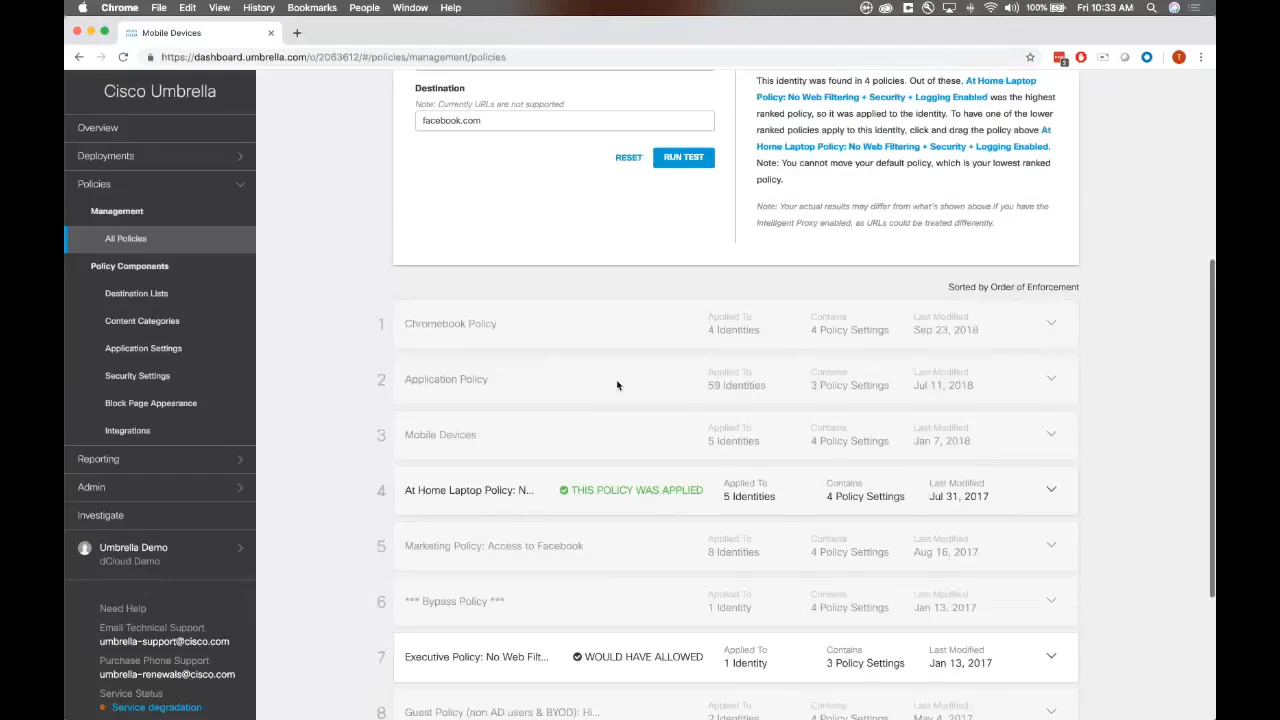 Chrome File Edit View History Bookmarks People Window Help 100% Fri 10:33 AM
Mobile Devices
https://dashboard.umbrella.com/o/2063612/#/policies/management/policies
2
T
Cisco Umbrella
Overview
Deployments
Policies
Management
All Policies
Policy Components
Destination Lists
Content Categories
Application Settings
Security Settings
Block Page Appearance
Integrations
Reporting
Admin
Investigate
Umbrella Demo
dCloud Demo
Need Help
Email Technical Support
umbrella-support@cisco.com
Purchase Phone Support
umbrella-renewals@cisco.com
Service Status
Service degradation
Destination
Note: Currently URLs are not supported
facebook.com
RESET RUN TEST
This identity was found in 4 policies. Out of these, At Home Laptop
Policy: No Web Filtering + Security + Logging Enabled was the highest
ranked policy, so it was applied to the identity. To have one of the lower
ranked policies apply to this identity, click and drag the policy above At
Home Laptop Policy: No Web Filtering + Security + Logging Enabled.
Note: You cannot move your default policy, which is your lowest ranked
policy.
Note: Your actual results may differ from what's shown above if you have the
Intelligent Proxy enabled, as URLs could be treated differently.
Sorted by Order of Enforcement
1 Chromebook Policy Applied To 4 Identities Contains 4 Policy Settings Last Modified Sep 23, 2018
2 Application Policy Applied To 59 Identities Contains 3 Policy Settings Last Modified Jul 11, 2018
3 Mobile Devices Applied To 5 Identities Contains 4 Policy Settings Last Modified Jan 7, 2018
4 At Home Laptop Policy: N... THIS POLICY WAS APPLIED Applied To 5 Identities Contains 4 Policy Settings Last Modified Jul 31, 2017
5 Marketing Policy: Access to Facebook Applied To 8 Identities Contains 4 Policy Settings Last Modified Aug 16, 2017
6 *** Bypass Policy *** Applied To 1 Identity Contains 4 Policy Settings Last Modified Jan 13, 2017
7 Executive Policy: No Web Filt... WOULD HAVE ALLOWED Applied To 1 Identity Contains 3 Policy Settings Last Modified Jan 13, 2017
8 Guest Policy (non AD users & BYOD): Hi... Applied To 2 Identities Contains 4 Policy Settings Last Modified May 4, 2017